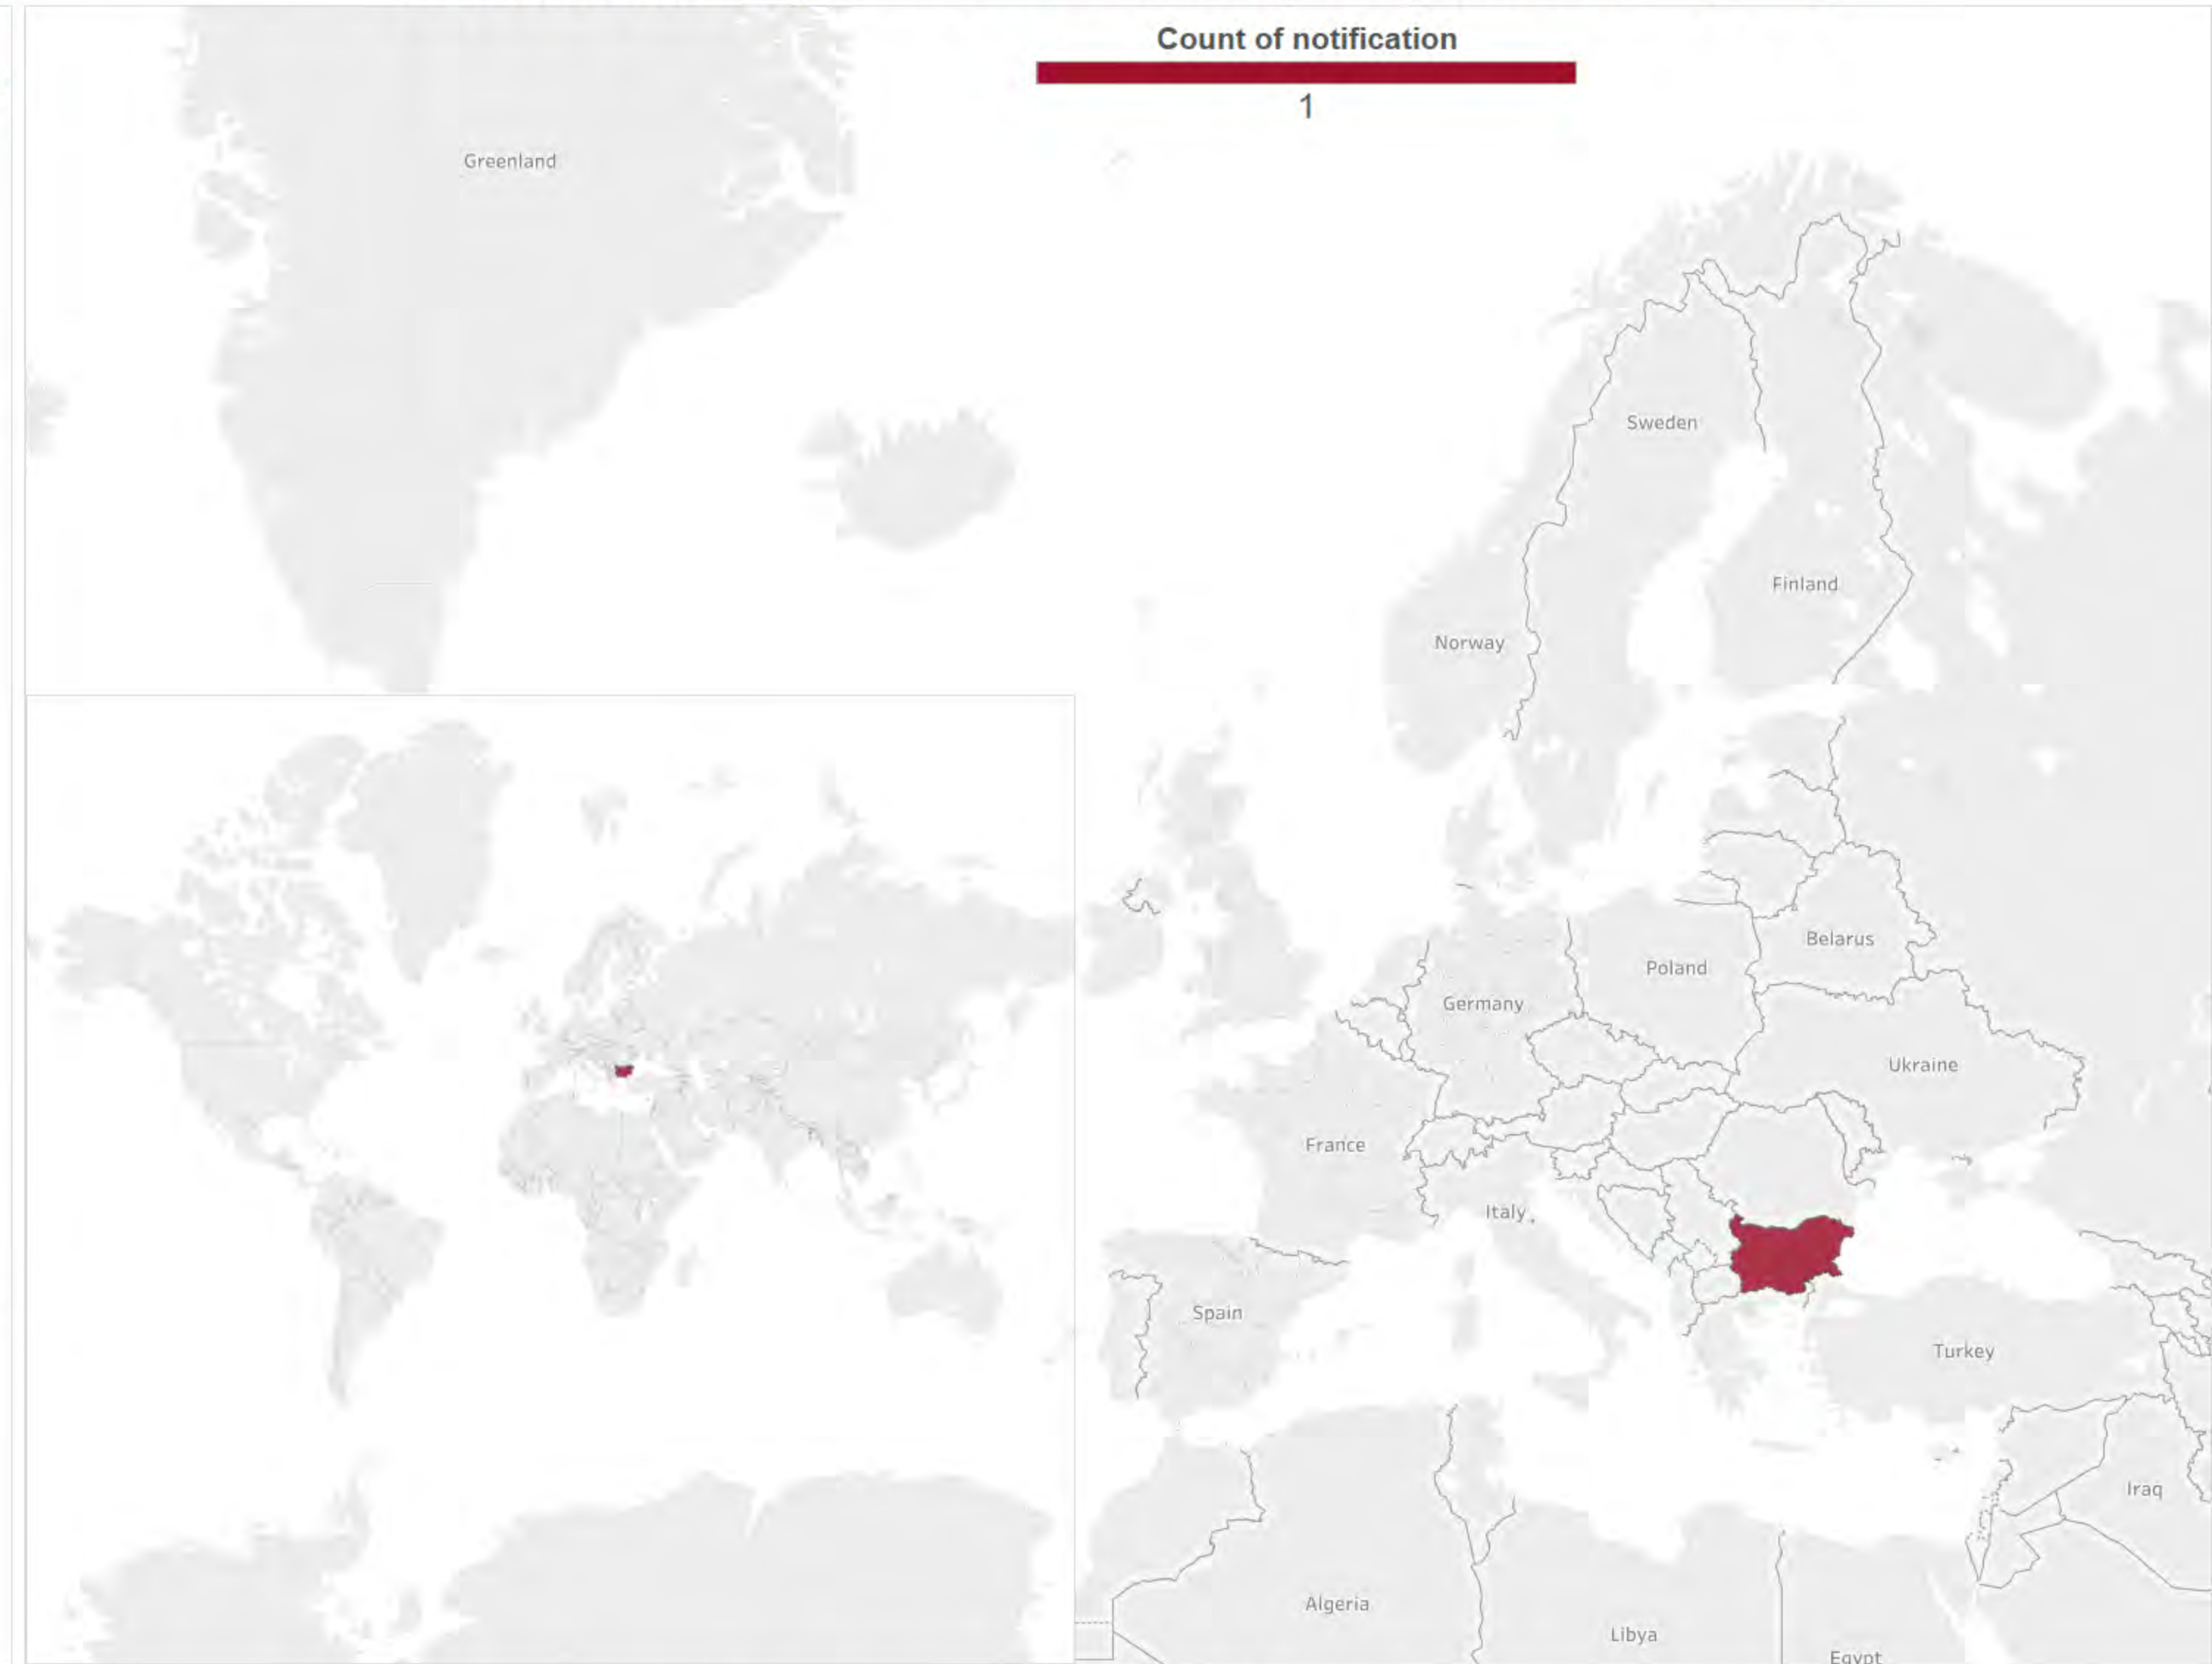 Count of notification
1
Greenland
Sweden
Finland
Norway
Belarus
Poland
Germany
Ukraine
France
Italy
Spain
Turkey
Iraq
Algeria
Libya
Egypt